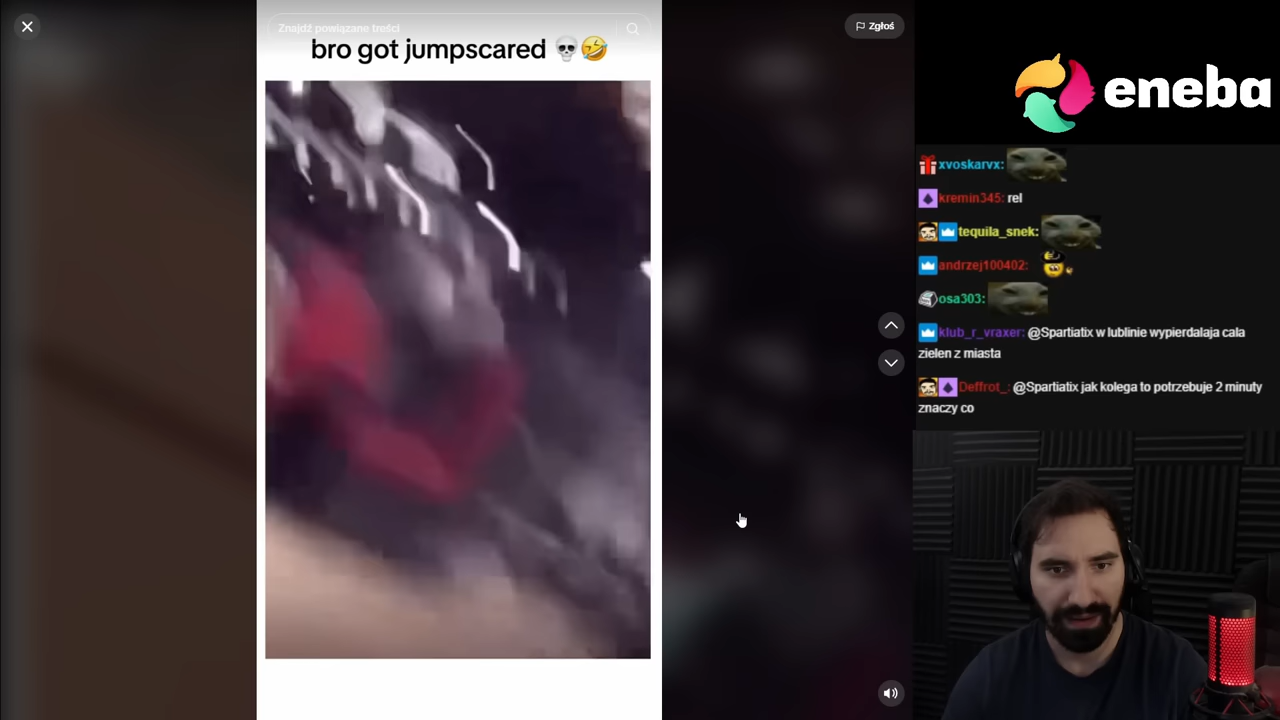 Znajdź powiązane treści
bro got jumpscared 💀🤣
Zgłoś
eneba
xvoskarvx:
kremin345: rel
tequila_snek:
andrzej100402:
osa303:
klub_r_vraxer: @Spartiatix w lublinie wypierdalaja cala
zielen z miasta
Deffrot_: @Spartiatix jak kolega to potrzebuje 2 minuty
znaczy co